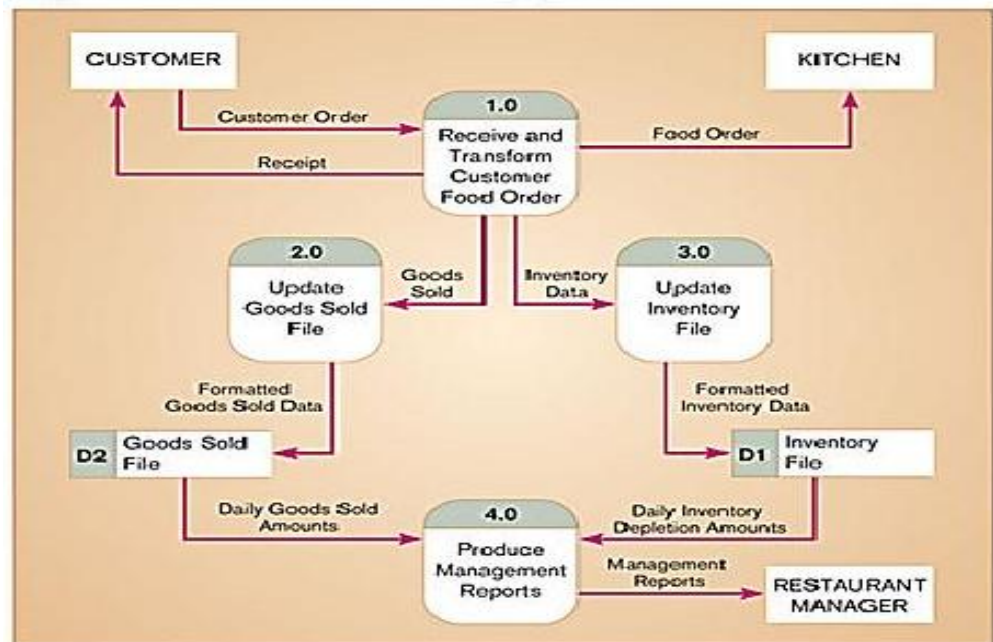 CUSTOMER
KITCHEN
1.0
Receive and
Transform
Customer
Food Order
Customer Order
Receipt
Food Order
2.0
Update
Goods Sold
File
Goods
Sold
Inventory
Data
3.0
Update
Inventory
File
Formatted
Goods Sold Data
Formatted
Inventory Data
D2
Goods Sold
File
D1
Inventory
File
Daily Goods Sold
Amounts
4.0
Produce
Management
Reports
Daily Inventory
Depletion Amounts
Management
Reports
RESTAURANT
MANAGER